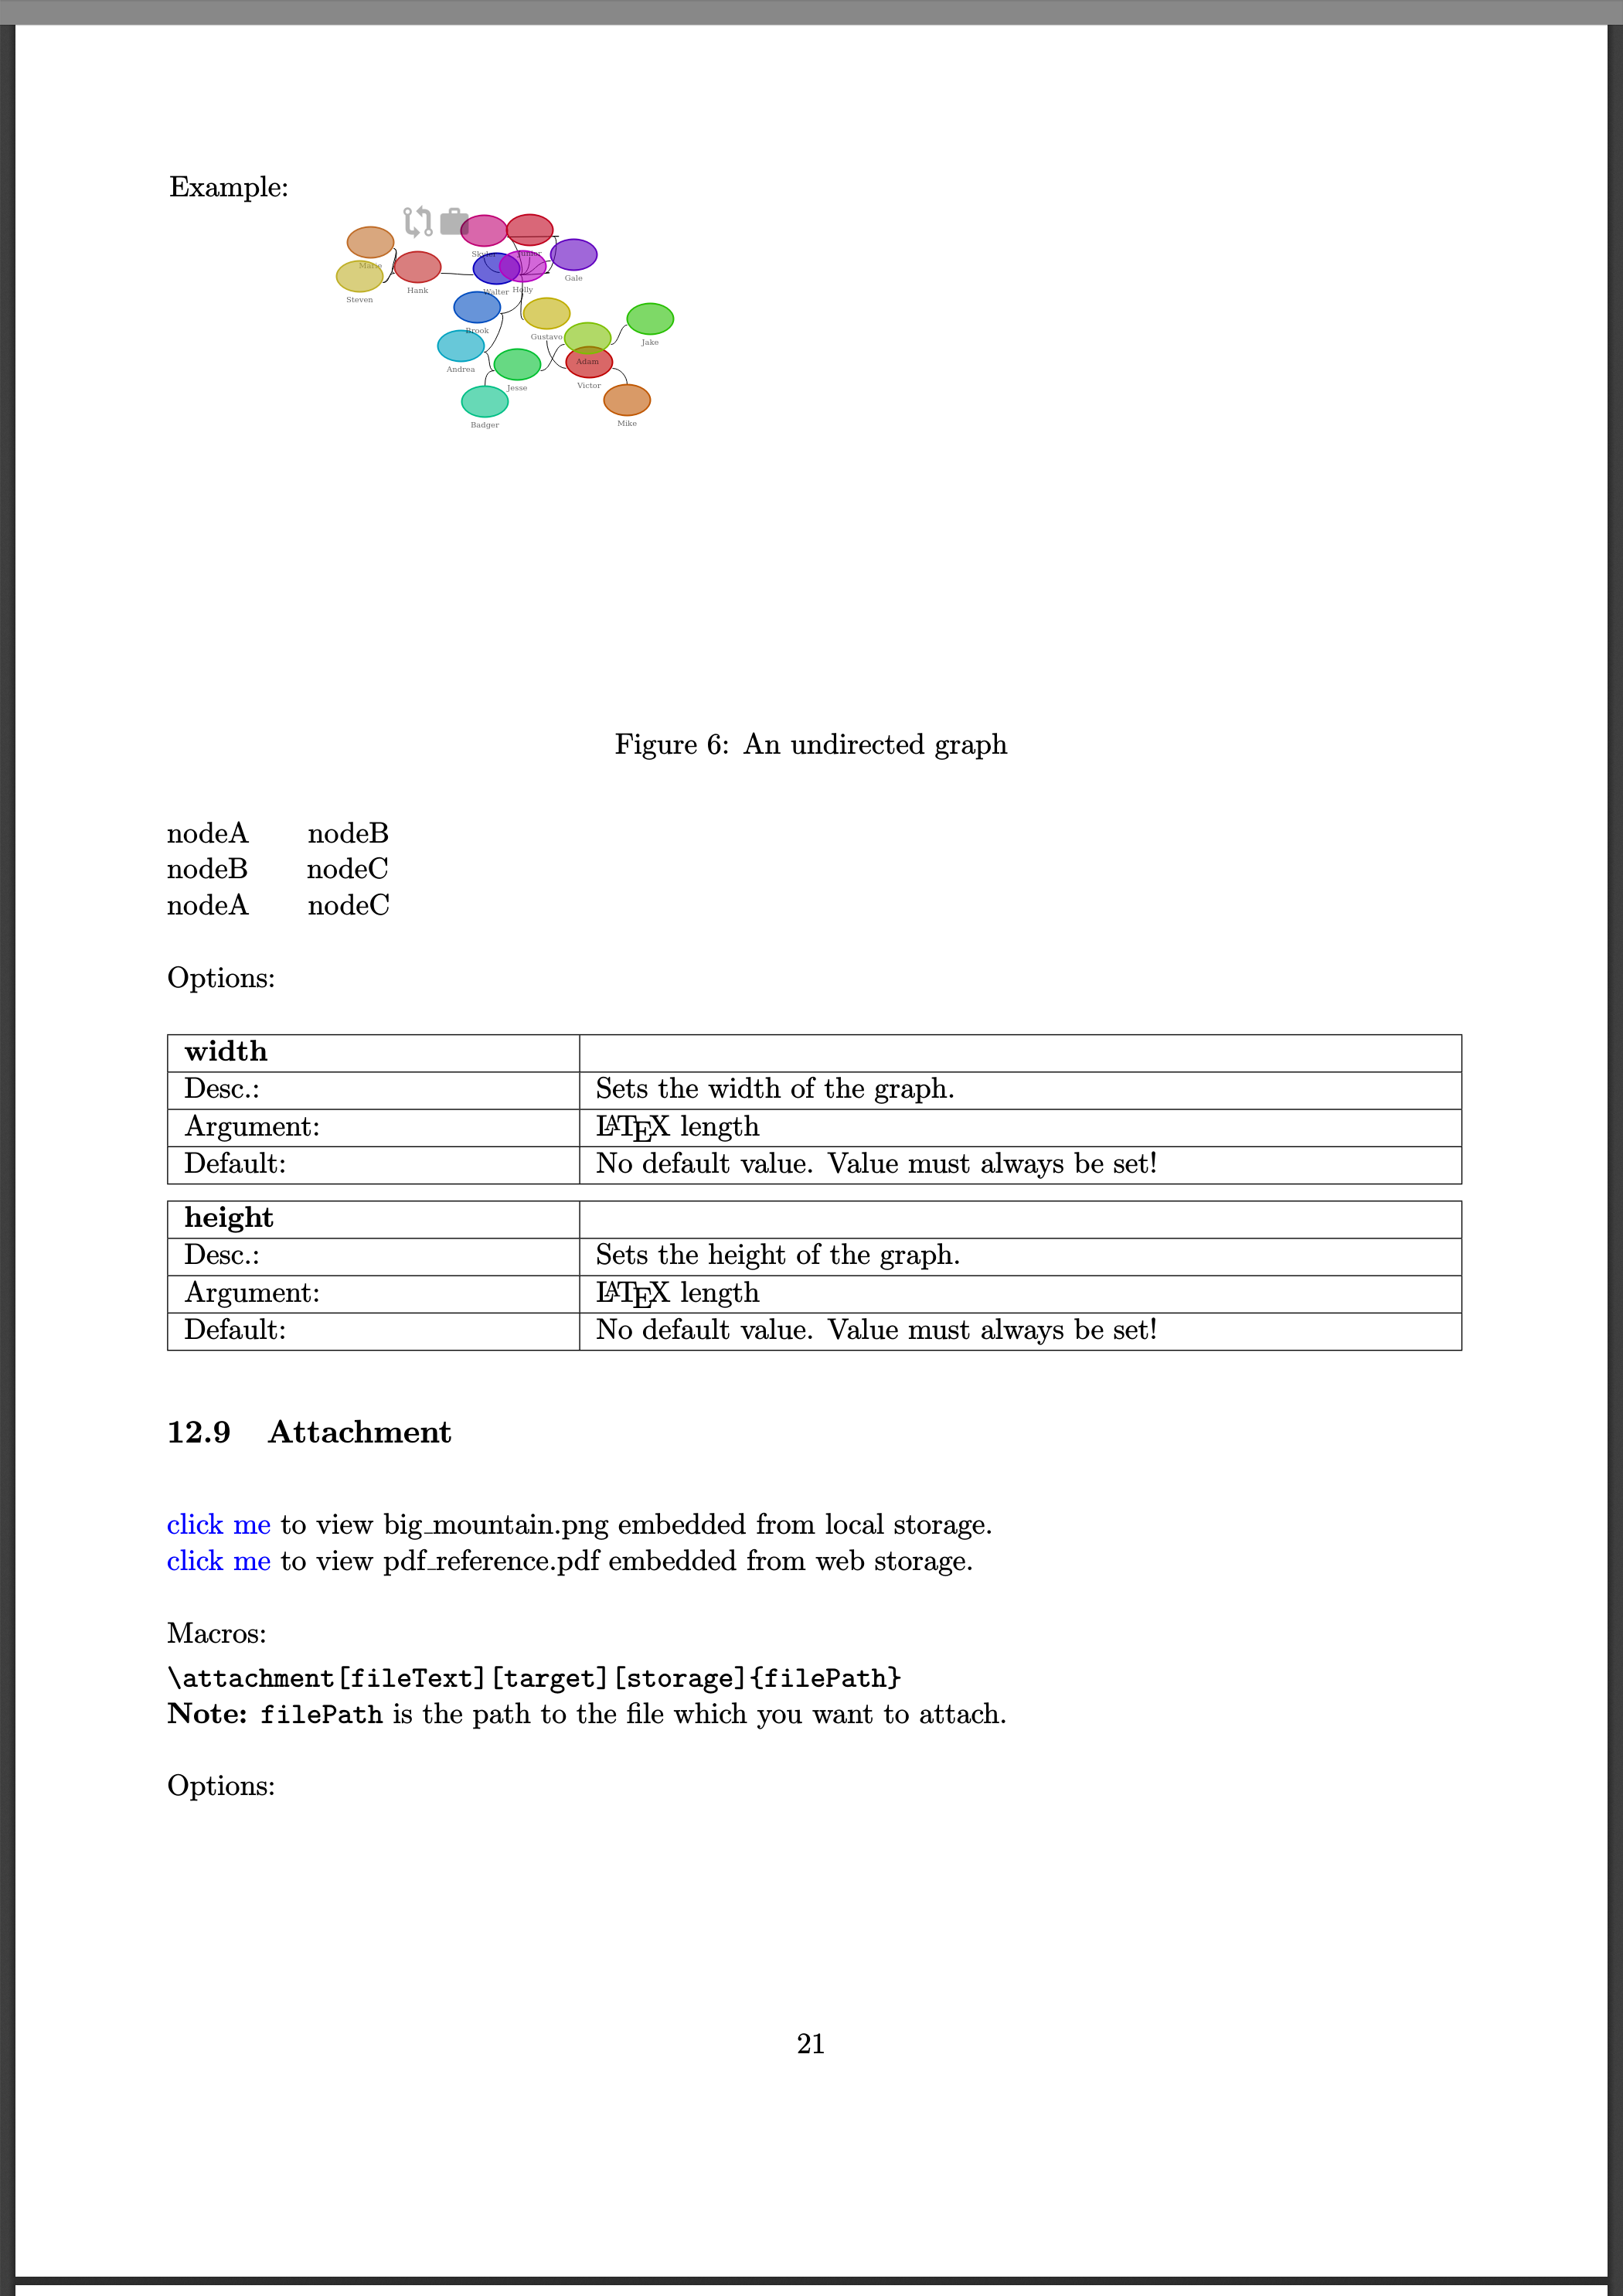 Example:
Skyler
Junior
Marie
Gale
Steven
Hank
Walter
Holly
Brook
Gustavo
Jake
Andrea
Adam
Jesse
Victor
Badger
Mike
Figure 6: An undirected graph
nodeA nodeB
nodeB nodeC
nodeA nodeC
Options:
width
Desc.: Sets the width of the graph.
Argument: LATEX length
Default: No default value. Value must always be set!
height
Desc.: Sets the height of the graph.
Argument: LATEX length
Default: No default value. Value must always be set!
12.9 Attachment
click me to view big_mountain.png embedded from local storage.
click me to view pdf_reference.pdf embedded from web storage.
Macros:
\attachment[fileText][target][storage]{filePath}
Note: filePath is the path to the file which you want to attach.
Options:
21